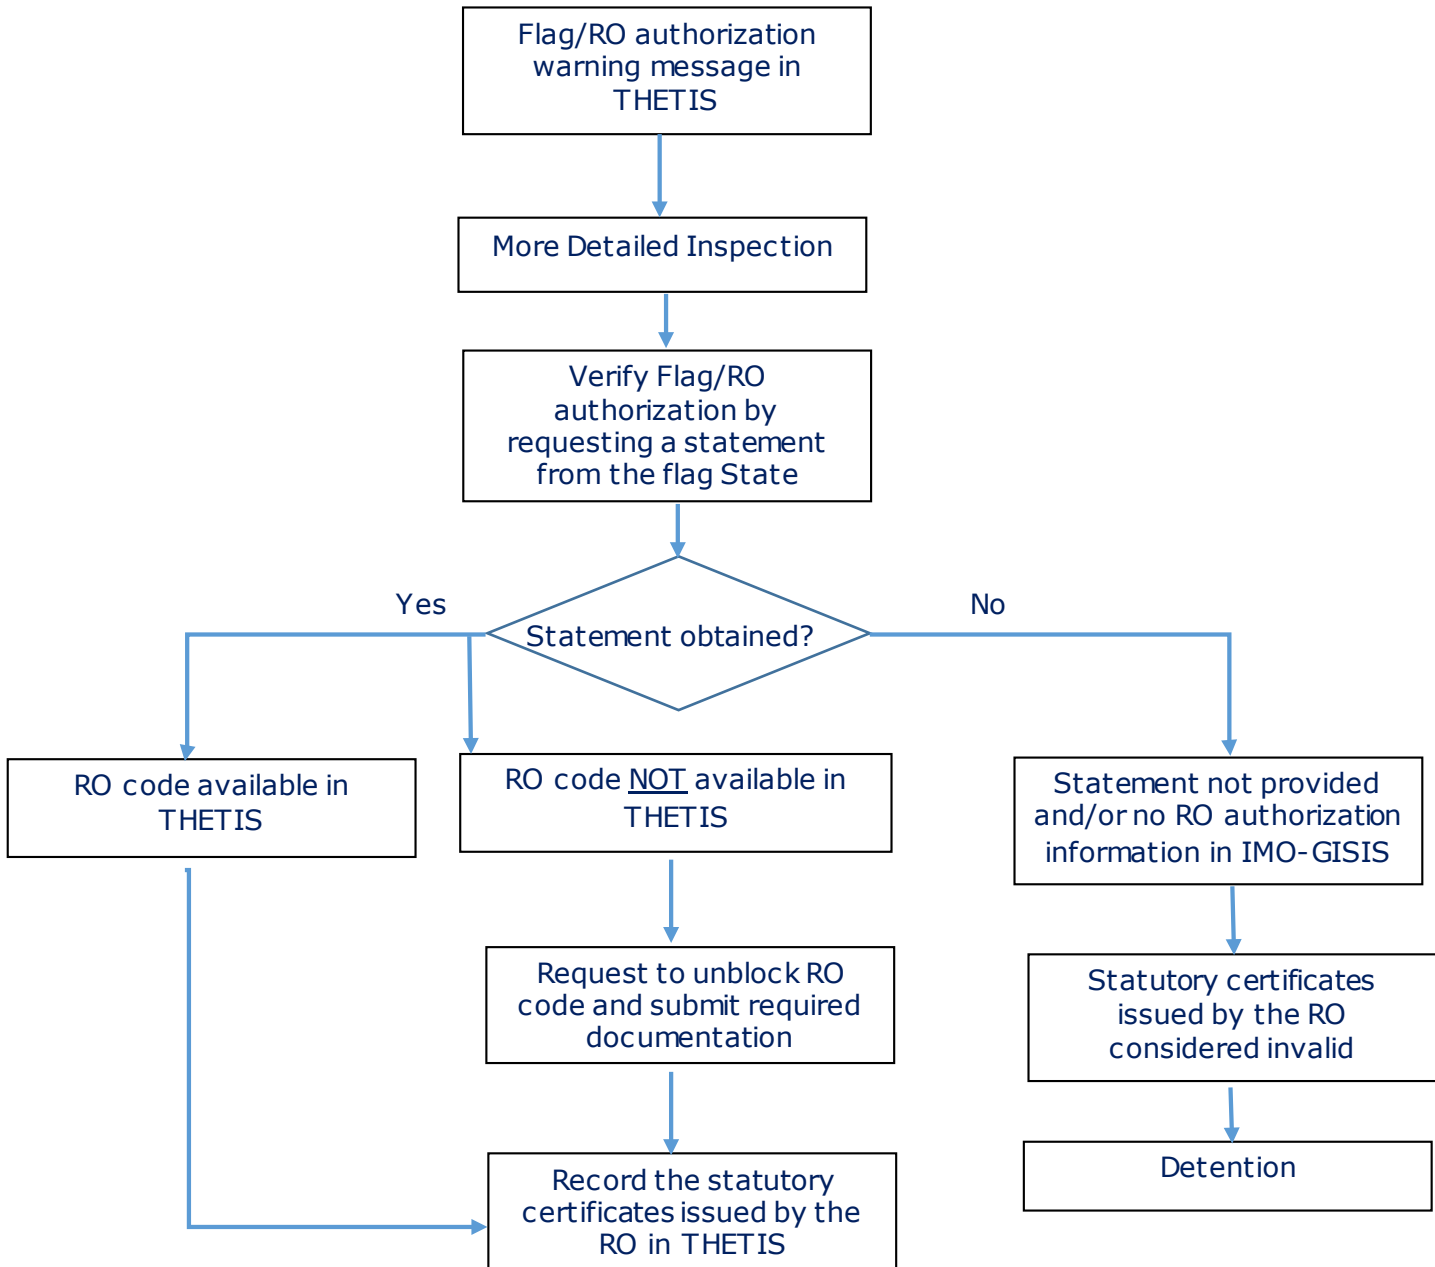 Flag/RO authorization
warning message in
THETIS
More Detailed Inspection
Verify Flag/RO
authorization by
requesting a statement
from the flag State
Yes
No
Statement obtained?
RO code available in
THETIS
RO code NOT available in
THETIS
Statement not provided
and/or no RO authorization
information in IMO-GISIS
Request to unblock RO
code and submit required
documentation
Statutory certificates
issued by the RO
considered invalid
Record the statutory
certificates issued by the
RO in THETIS
Detention